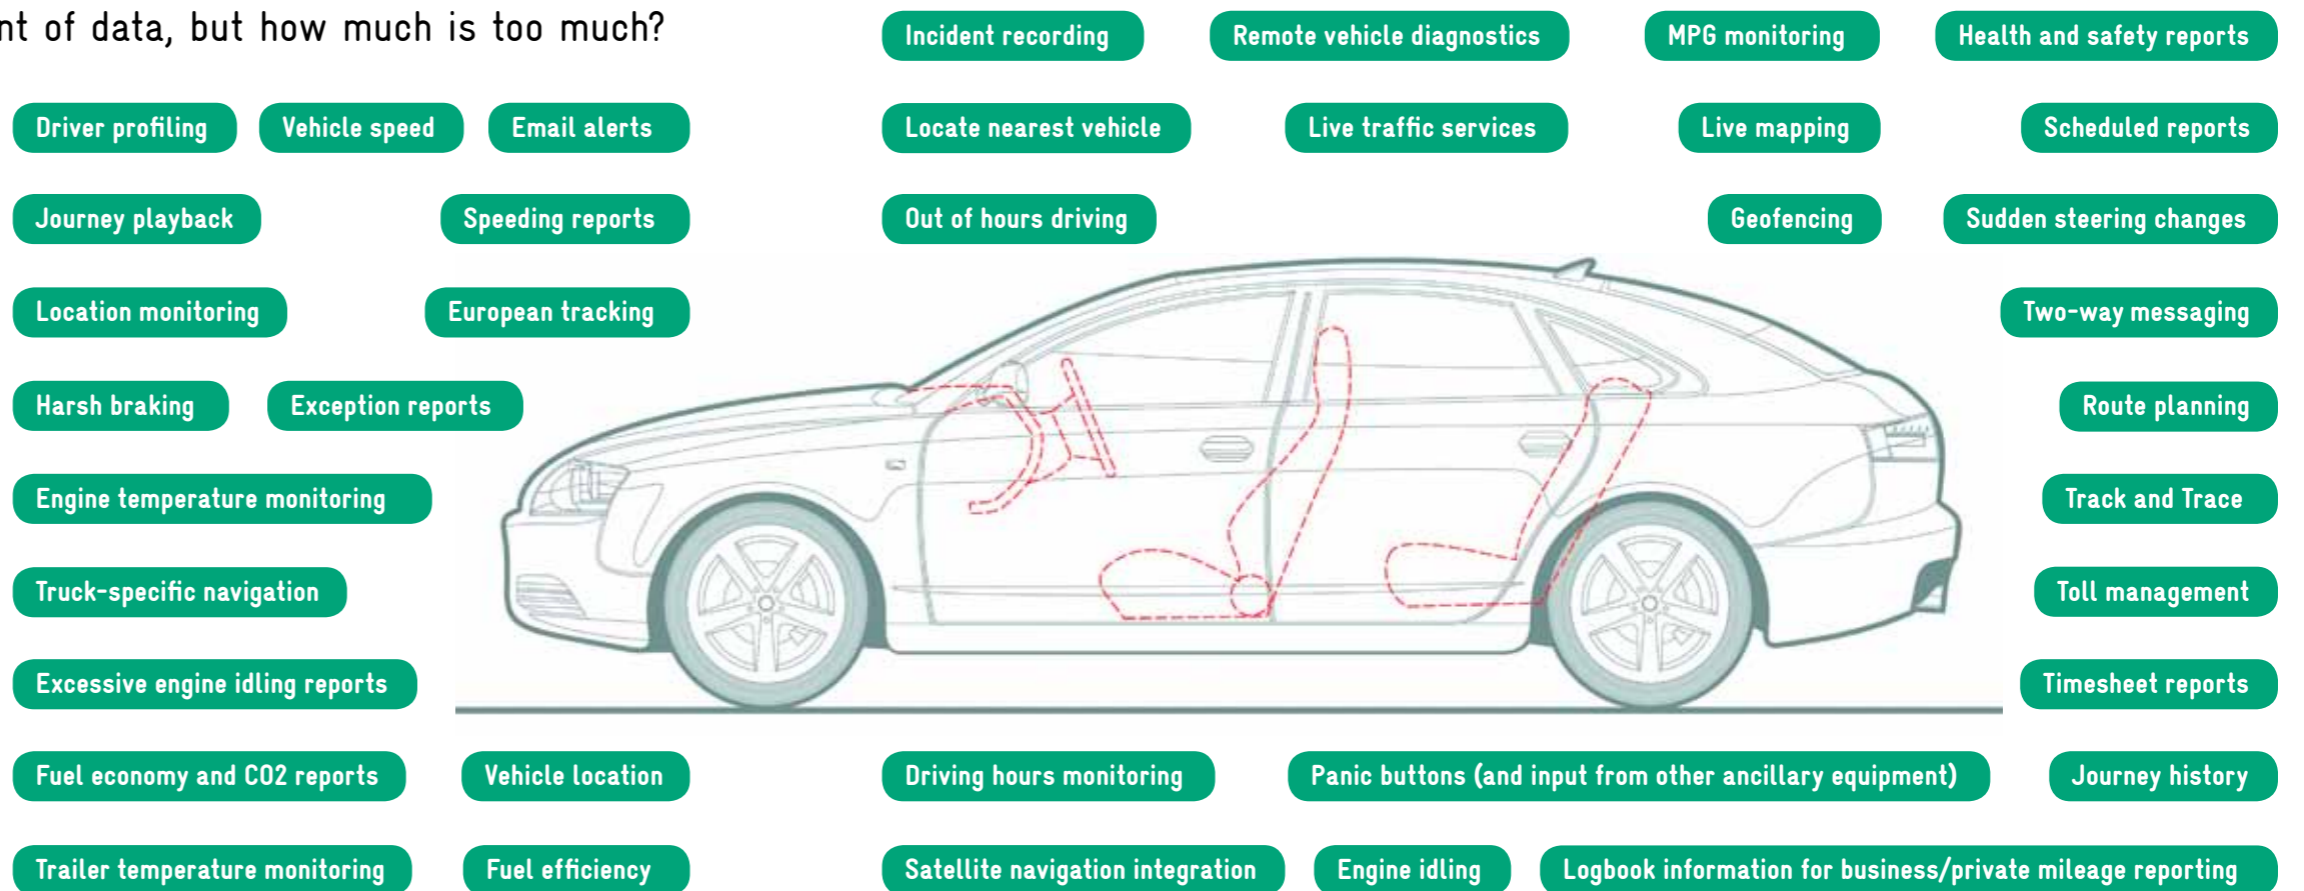 nt of data, but how much is too much?
Incident recording
Remote vehicle diagnostics
MPG monitoring
Health and safety reports
Driver profiling
Vehicle speed
Email alerts
Locate nearest vehicle
Live traffic services
Live mapping
Scheduled reports
Journey playback
Speeding reports
Out of hours driving
Geofencing
Sudden steering changes
Location monitoring
European tracking
Two-way messaging
Harsh braking
Exception reports
Route planning
Engine temperature monitoring
Track and Trace
Truck-specific navigation
Toll management
Excessive engine idling reports
Timesheet reports
Fuel economy and CO2 reports
Vehicle location
Driving hours monitoring
Panic buttons (and input from other ancillary equipment)
Journey history
Trailer temperature monitoring
Fuel efficiency
Satellite navigation integration
Engine idling
Logbook information for business/private mileage reporting